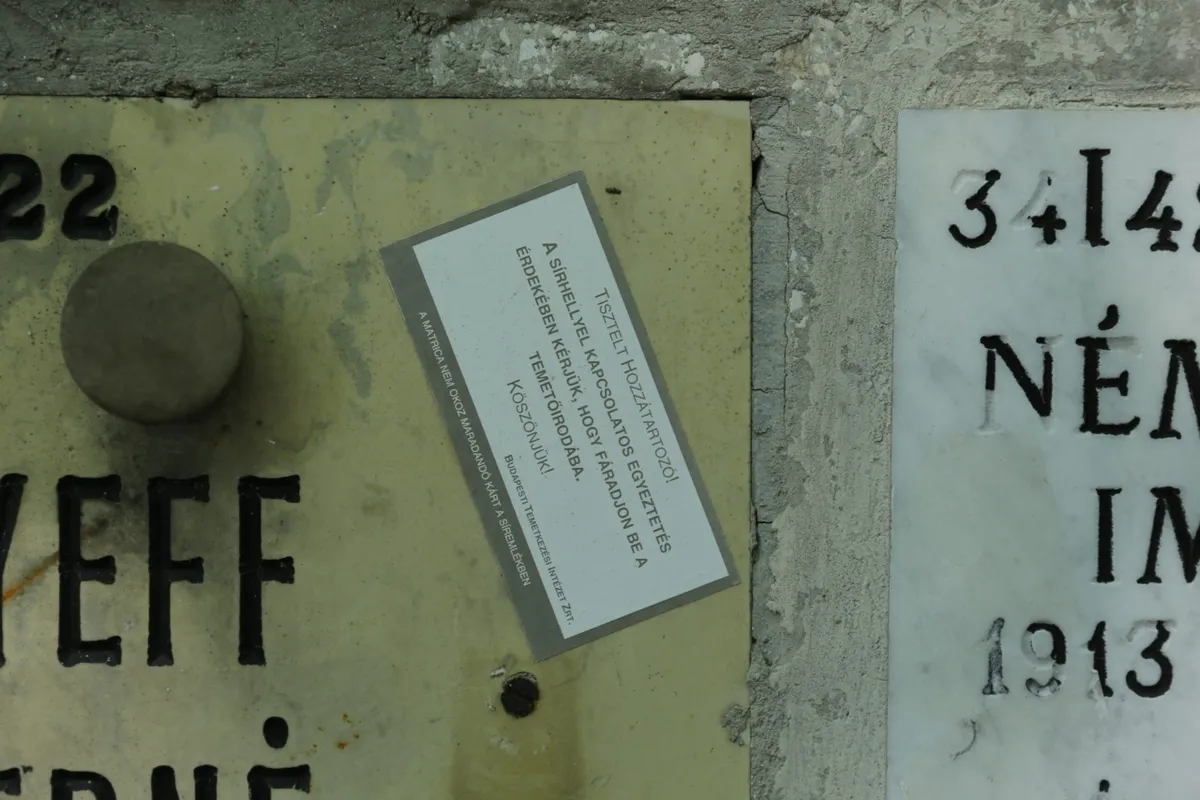 22
YEFF
TISZTELT HOZZÁTARTOZÓ!
A SÍRHELLYEL KAPCSOLATOS EGYEZTETÉS
ÉRDEKÉBEN KÉRJÜK, HOGY FÁRADJON BE A
TEMETŐIRODÁBA.
KÖSZÖNJÜK!
BUDAPESTI TEMETKEZÉSI INTÉZET ZRT.
A MATRICA NEM OKOZ MARADANDÓ KÁRT A SÍREMLÉKBEN
34I4
NÉM
IM
1913